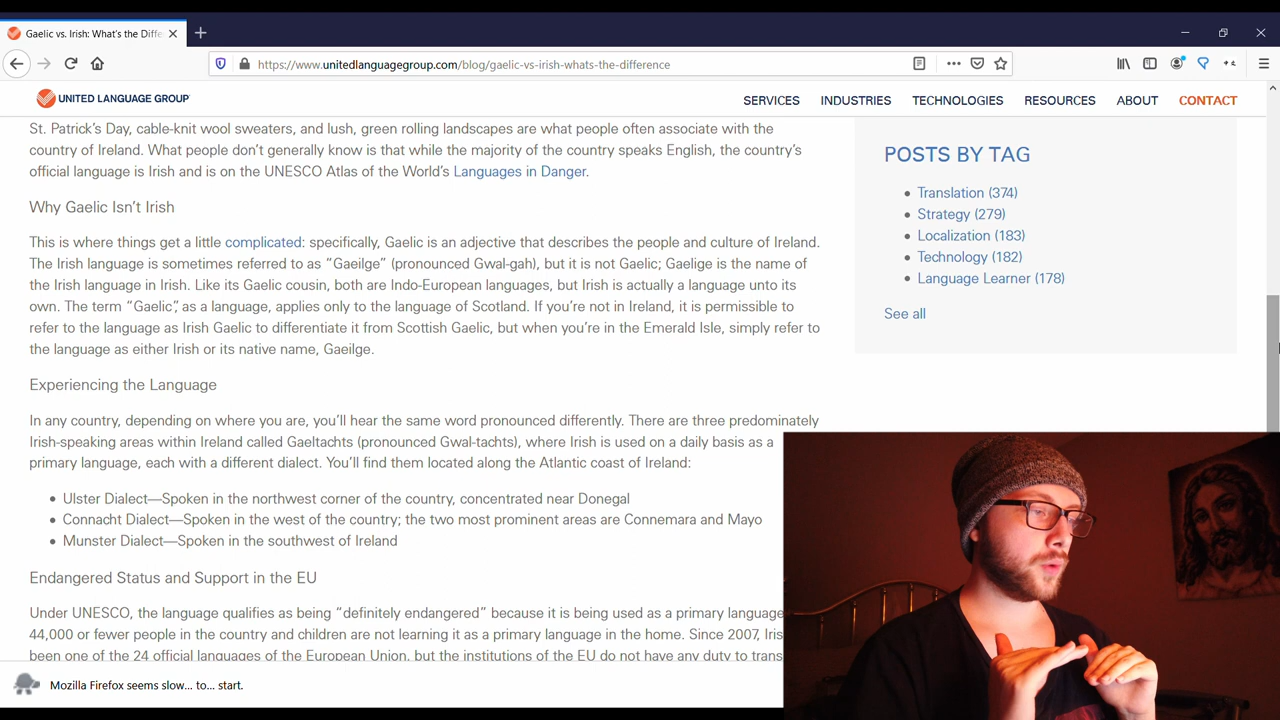 Gaelic vs. Irish: What's the Diffe
https://www.unitedlanguagegroup.com/blog/gaelic-vs-irish-whats-the-difference
UNITED LANGUAGE GROUP
SERVICES INDUSTRIES TECHNOLOGIES RESOURCES ABOUT CONTACT
St. Patrick's Day, cable-knit wool sweaters, and lush, green rolling landscapes are what people often associate with the
country of Ireland. What people don't generally know is that while the majority of the country speaks English, the country's
official language is Irish and is on the UNESCO Atlas of the World's Languages in Danger.
Why Gaelic Isn't Irish
This is where things get a little complicated: specifically, Gaelic is an adjective that describes the people and culture of Ireland.
The Irish language is sometimes referred to as “Gaeilge” (pronounced Gwal-gah), but it is not Gaelic; Gaelige is the name of
the Irish language in Irish. Like its Gaelic cousin, both are Indo-European languages, but Irish is actually a language unto its
own. The term “Gaelic”, as a language, applies only to the language of Scotland. If you're not in Ireland, it is permissible to
refer to the language as Irish Gaelic to differentiate it from Scottish Gaelic, but when you're in the Emerald Isle, simply refer to
the language as either Irish or its native name, Gaeilge.
Experiencing the Language
In any country, depending on where you are, you'll hear the same word pronounced differently. There are three predominately
Irish-speaking areas within Ireland called Gaeltachts (pronounced Gwal-tachts), where Irish is used on a daily basis as a
primary language, each with a different dialect. You'll find them located along the Atlantic coast of Ireland:
Ulster Dialect—Spoken in the northwest corner of the country, concentrated near Donegal
Connacht Dialect—Spoken in the west of the country; the two most prominent areas are Connemara and Mayo
Munster Dialect—Spoken in the southwest of Ireland
Endangered Status and Support in the EU
Under UNESCO, the language qualifies as being “definitely endangered” because it is being used as a primary language
44,000 or fewer people in the country and children are not learning it as a primary language in the home. Since 2007, Iris
been one of the 24 official languages of the European Union, but the institutions of the EU do not have any duty to trans
POSTS BY TAG
Translation (374)
Strategy (279)
Localization (183)
Technology (182)
Language Learner (178)
See all
Mozilla Firefox seems slow... to... start.